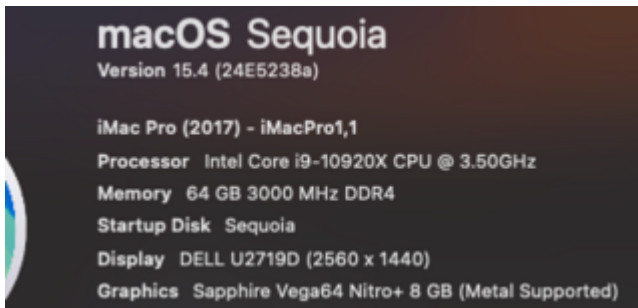 macOS Sequoia
Version 15.4 (24E5238a)
iMac Pro (2017) - iMacPro1,1
Processor Intel Core i9-10920X CPU @ 3.50GHz
Memory 64 GB 3000 MHz DDR4
Startup Disk Sequoia
Display DELL U2719D (2560 x 1440)
Graphics Sapphire Vega64 Nitro+ 8 GB (Metal Supported)